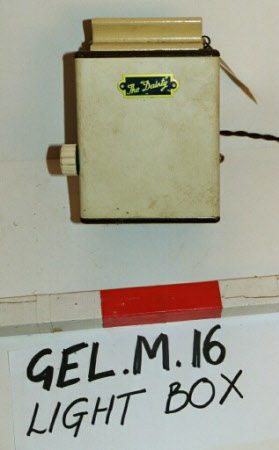 The Dainty
GEL.M.16
LIGHT BOX